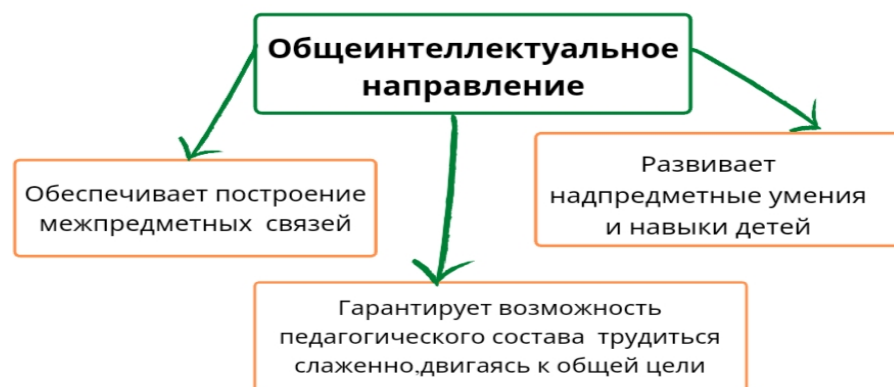 Общеинтеллектуальное
направление
Обеспечивает построение
межпредметных связей
Развивает
надпредметные умения
и навыки детей
Гарантирует возможность
педагогического состава трудиться
слаженно,двигаясь к общей цели